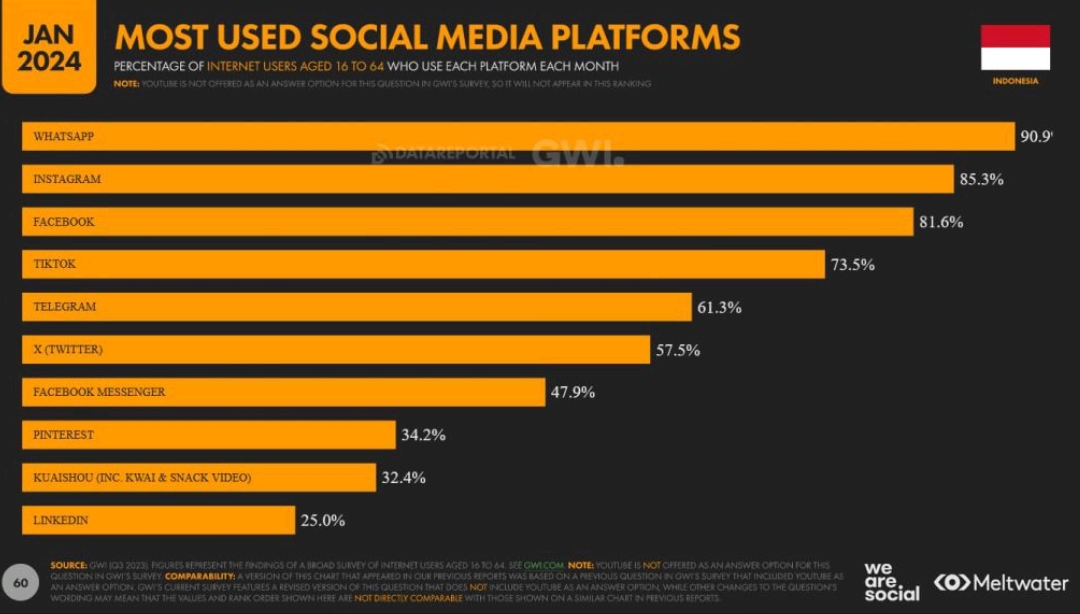 JAN
2024
MOST USED SOCIAL MEDIA PLATFORMS
PERCENTAGE OF INTERNET USERS AGED 16 TO 64 WHO USE EACH PLATFORM EACH MONTH
NOTE: YOUTUBE IS NOT OFFERED AS AN ANSWER OPTION FOR THIS QUESTION IN GWI'S SURVEY, SO IT WILL NOT APPEAR IN THIS RANKING
INDONESIA
WHATSAPP 90.9
DATAREPORTAL GWI.
INSTAGRAM 85.3%
FACEBOOK 81.6%
TIKTOK 73.5%
TELEGRAM 61.3%
X (TWITTER) 57.5%
FACEBOOK MESSENGER 47.9%
PINTEREST 34.2%
KUAISHOU (INC. KWAI & SNACK VIDEO) 32.4%
LINKEDIN 25.0%
60
SOURCE: GWI (Q3 2023). FIGURES REPRESENT THE FINDINGS OF A BROAD SURVEY OF INTERNET USERS AGED 16 TO 64. SEE GWI.COM. NOTE: YOUTUBE IS NOT OFFERED AS AN ANSWER OPTION FOR THIS
QUESTION IN GWI'S SURVEY. COMPARABILITY: A VERSION OF THIS CHART THAT APPEARED IN OUR PREVIOUS REPORTS WAS BASED ON A PREVIOUS QUESTION IN GWI'S SURVEY THAT INCLUDED YOUTUBE AS
AN ANSWER OPTION. GWI'S CURRENT SURVEY FEATURES A REVISED VERSION OF THIS QUESTION THAT DOES NOT INCLUDE YOUTUBE AS AN ANSWER OPTION, WHILE OTHER CHANGES TO THE QUESTION'S
WORDING MAY MEAN THAT THE VALUES AND RANK ORDER SHOWN HERE ARE NOT DIRECTLY COMPARABLE WITH THOSE SHOWN ON A SIMILAR CHART IN PREVIOUS REPORTS.
we
are
social
Meltwater